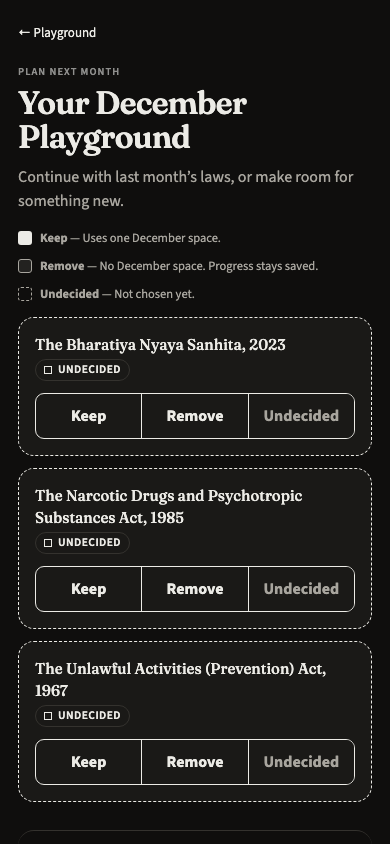 ← Playground
PLAN NEXT MONTH
Your December
Playground
Continue with last month’s laws, or make room for
something new.
Keep — Uses one December space.
Remove — No December space. Progress stays saved.
Undecided — Not chosen yet.
The Bharatiya Nyaya Sanhita, 2023
UNDECIDED
Keep Remove Undecided
The Narcotic Drugs and Psychotropic
Substances Act, 1985
UNDECIDED
Keep Remove Undecided
The Unlawful Activities (Prevention) Act,
1967
UNDECIDED
Keep Remove Undecided